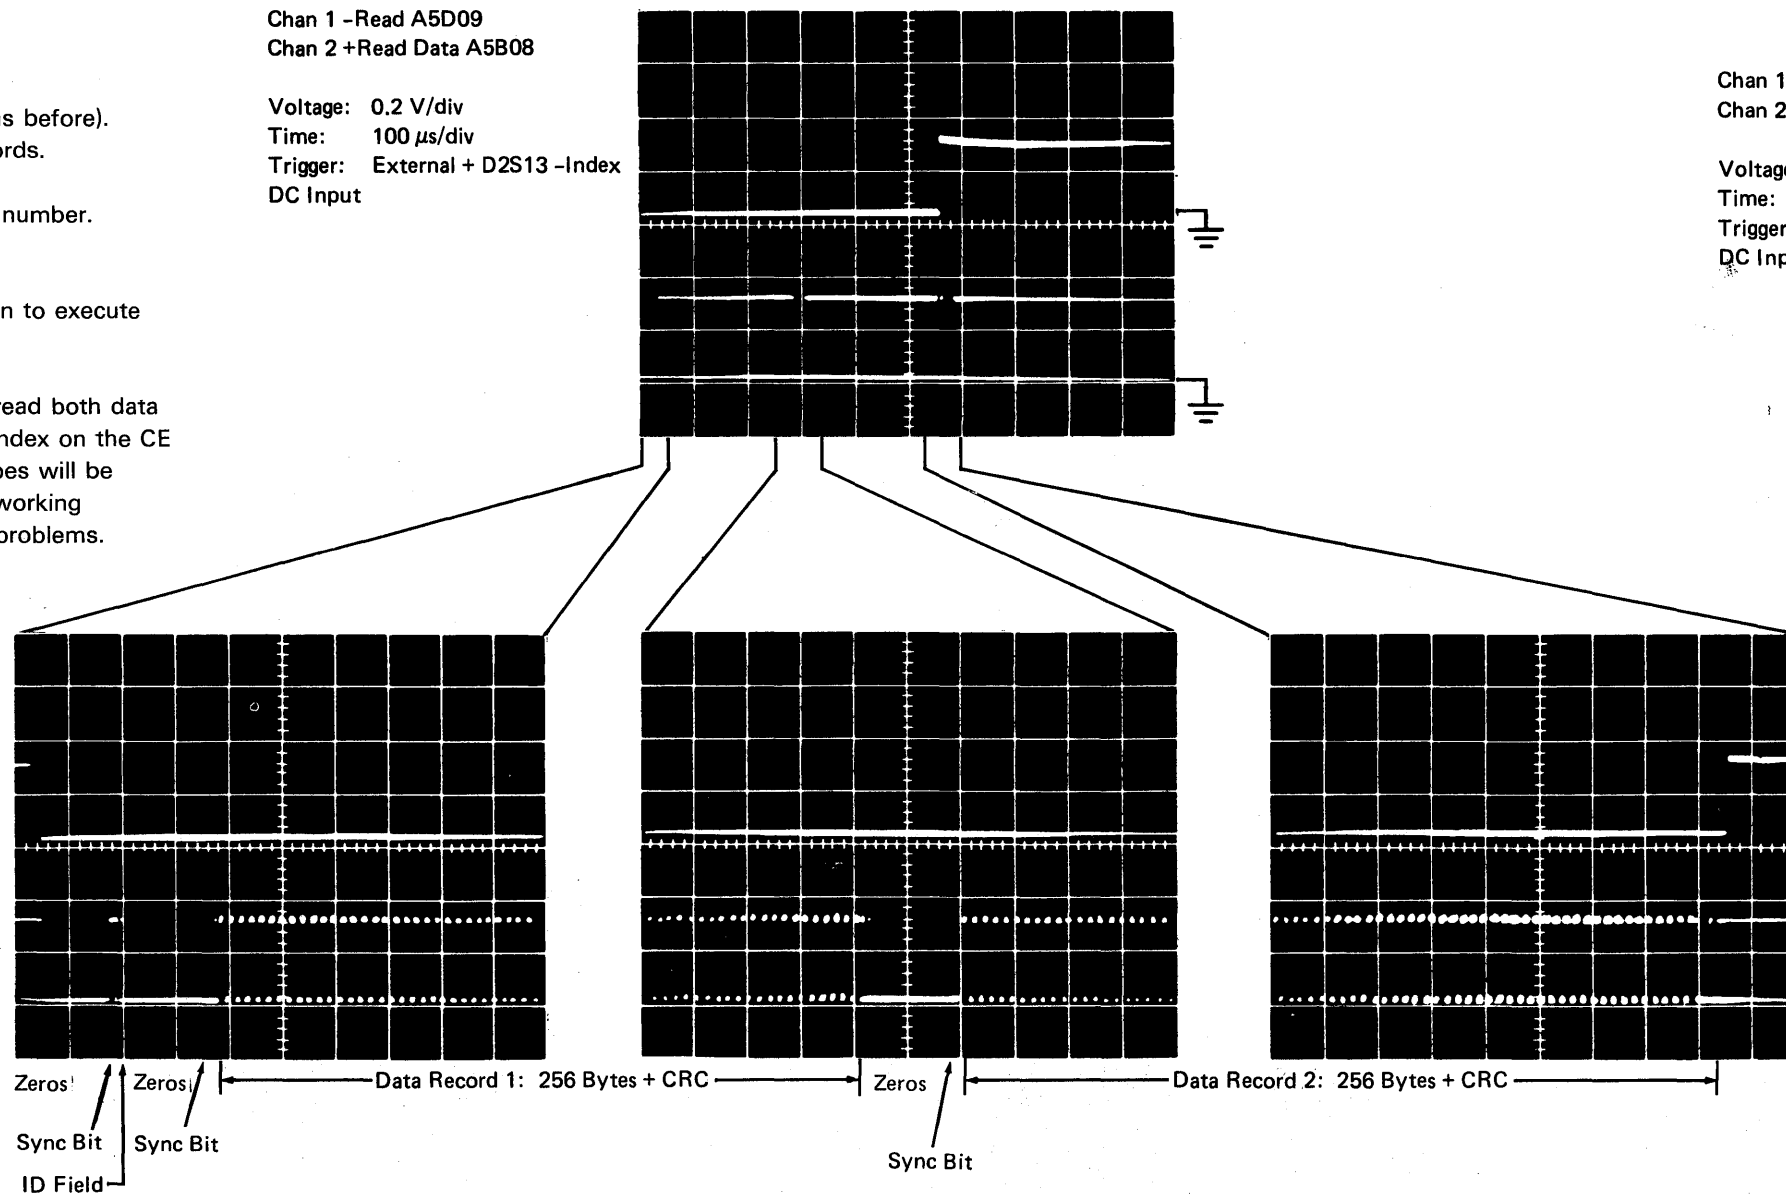 s before).
ords.
number.
n to execute
read both data
ndex on the CE
pes will be
working
problems.
Chan 1 -Read A5D09
Chan 2 +Read Data A5B08
Voltage: 0.2 V/div
Time: 100 μs/div
Trigger: External + D2S13 -Index
DC Input
Chan 1
Chan 2
Voltage
Time:
Trigger
DC Inp
Zeros
Zeros
Data Record 1: 256 Bytes + CRC
Zeros
Data Record 2: 256 Bytes + CRC
Sync Bit
Sync Bit
Sync Bit
ID Field